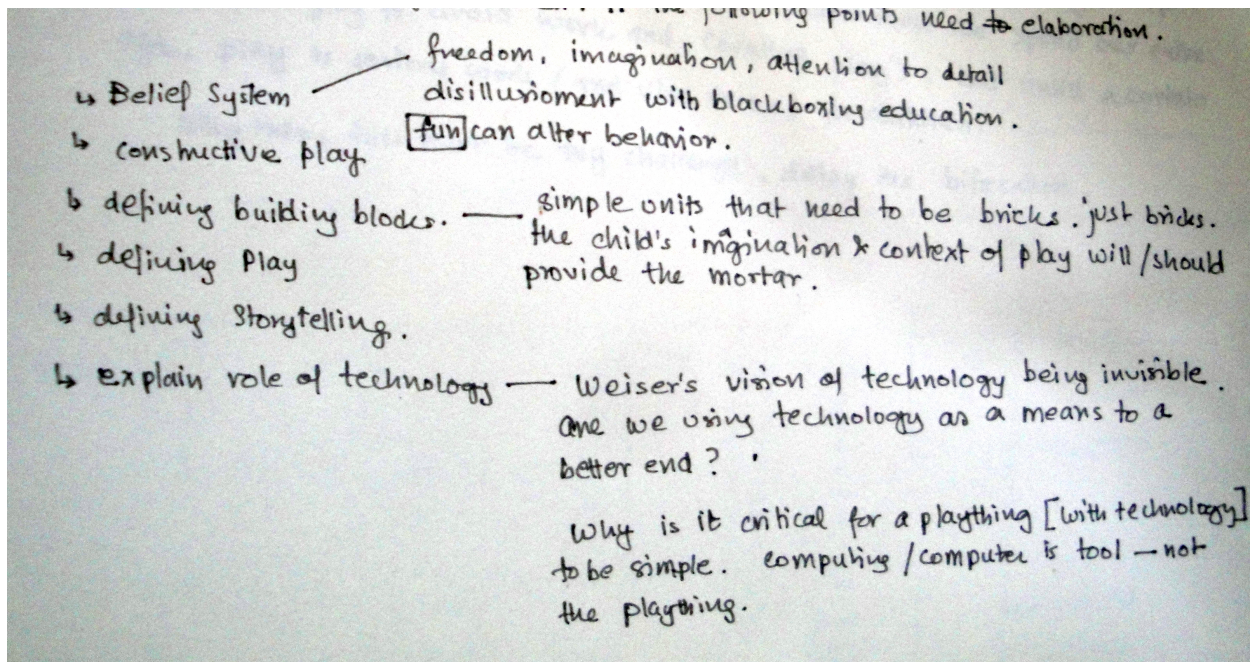 the following points need to elaboration.
freedom, imagination, attention to detail
↳ Belief System
disillusioment with blackboxing education.
fun can alter behavior.
↳ constructive play
↳ defining building blocks. — simple units that need to be bricks. just bricks.
the child's imagination & context of play will/should
↳ defining Play
provide the mortar.
↳ defining Storytelling.
↳ explain role of technology — Weiser's vision of technology being invisible.
are we using technology as a means to a
better end?
Why is it critical for a plaything [with technology]
to be simple. computing/computer is tool — not
the plaything.